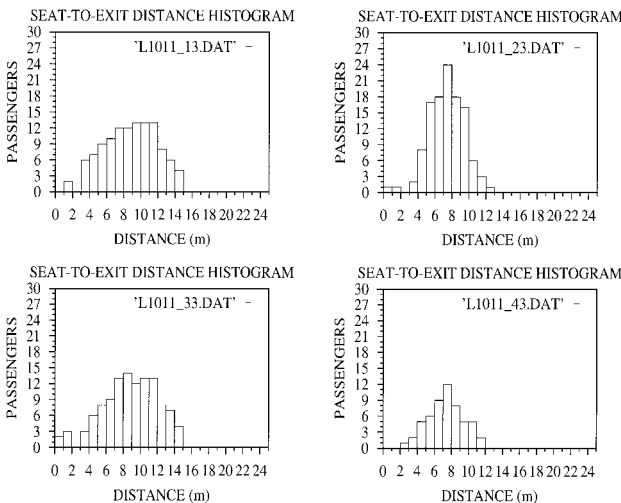 SEAT-TO-EXIT DISTANCE HISTOGRAM
'L1011_13.DAT' –
PASSENGERS
30
27
24
21
18
15
12
9
6
3
0
0 2 4 6 8 10 12 14 16 18 20 22 24
DISTANCE (m)
SEAT-TO-EXIT DISTANCE HISTOGRAM
'L1011_23.DAT' –
PASSENGERS
30
27
24
21
18
15
12
9
6
3
0
0 2 4 6 8 10 12 14 16 18 20 22 24
DISTANCE (m)
SEAT-TO-EXIT DISTANCE HISTOGRAM
'L1011_33.DAT' –
PASSENGERS
30
27
24
21
18
15
12
9
6
3
0
0 2 4 6 8 10 12 14 16 18 20 22 24
DISTANCE (m)
SEAT-TO-EXIT DISTANCE HISTOGRAM
'L1011_43.DAT' –
PASSENGERS
30
27
24
21
18
15
12
9
6
3
0
0 2 4 6 8 10 12 14 16 18 20 22 24
DISTANCE (m)